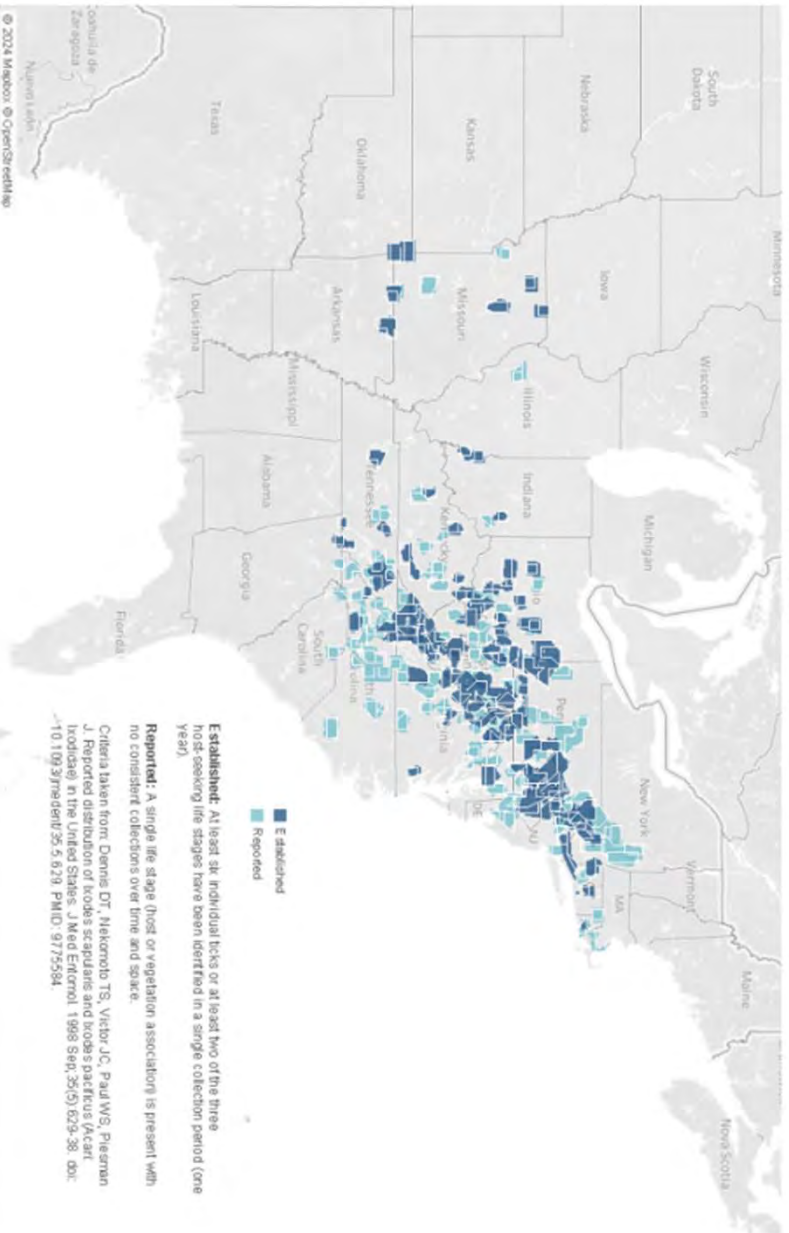 South
Dakota
Minnesota
Wisconsin
Michigan
New York
Vermont
Maine
Nova Scotia
MA
Nebraska
Iowa
Illinois
Indiana
NJ
DE
Kansas
Missouri
Kentucky
Oklahoma
Arkansas
Tennessee
South
Carolina
Texas
Louisiana
Mississippi
Alabama
Georgia
Florida
Coahuila de
Zaragoza
Nuevo León
Established
Reported
Established: At least six individual ticks or at least two of the three
host-seeking life stages have been identified in a single collection period (one
year).
Reported: A single life stage (host or vegetation association) is present with
no consistent collections over time and space.
Criteria taken from: Dennis DT, Nekomoto TS, Victor JC, Paul WS, Piesman
J. Reported distribution of Ixodes scapularis and Ixodes pacificus (Acari:
Ixodidae) in the United States. J Med Entomol. 1998 Sep;35(5):629-38. doi:
10.1093/jmedent/35.5.629. PMID: 9775584.
© 2024 Mapbox © OpenStreetMap